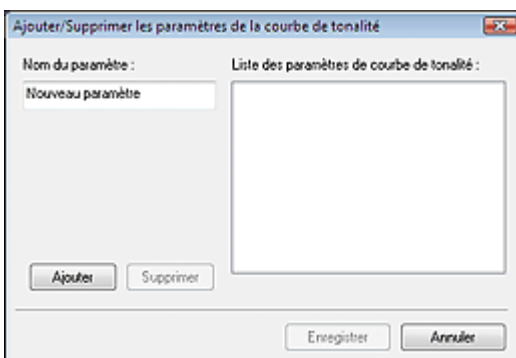 Ajouter/Supprimer les paramètres de la courbe de tonalité
Nom du paramètre :
Liste des paramètres de courbe de tonalité :
Nouveau paramètre
Ajouter
Supprimer
Enregistrer
Annuler